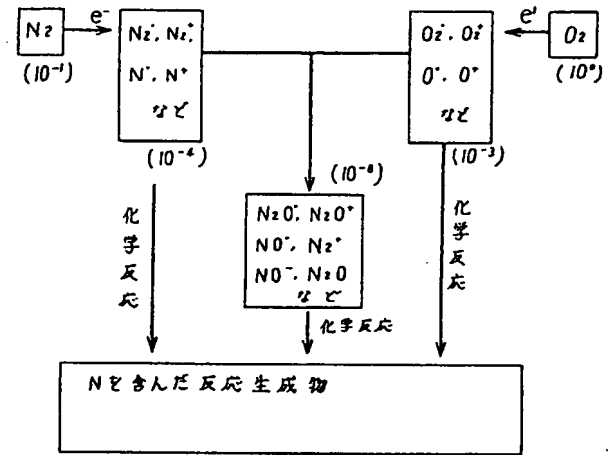 N2
e-
(10-1)
N2-, N2+,
N-, N+
など
(10-4)
O2-, O2+
O-, O+
など
(10-3)
e-
O2
(10°)
(10-8)
N2O-, N2O+
NO-, N2+
NO-, N2O
など
化学反応
化学反応
化学反応
Nを含んだ反応生成物